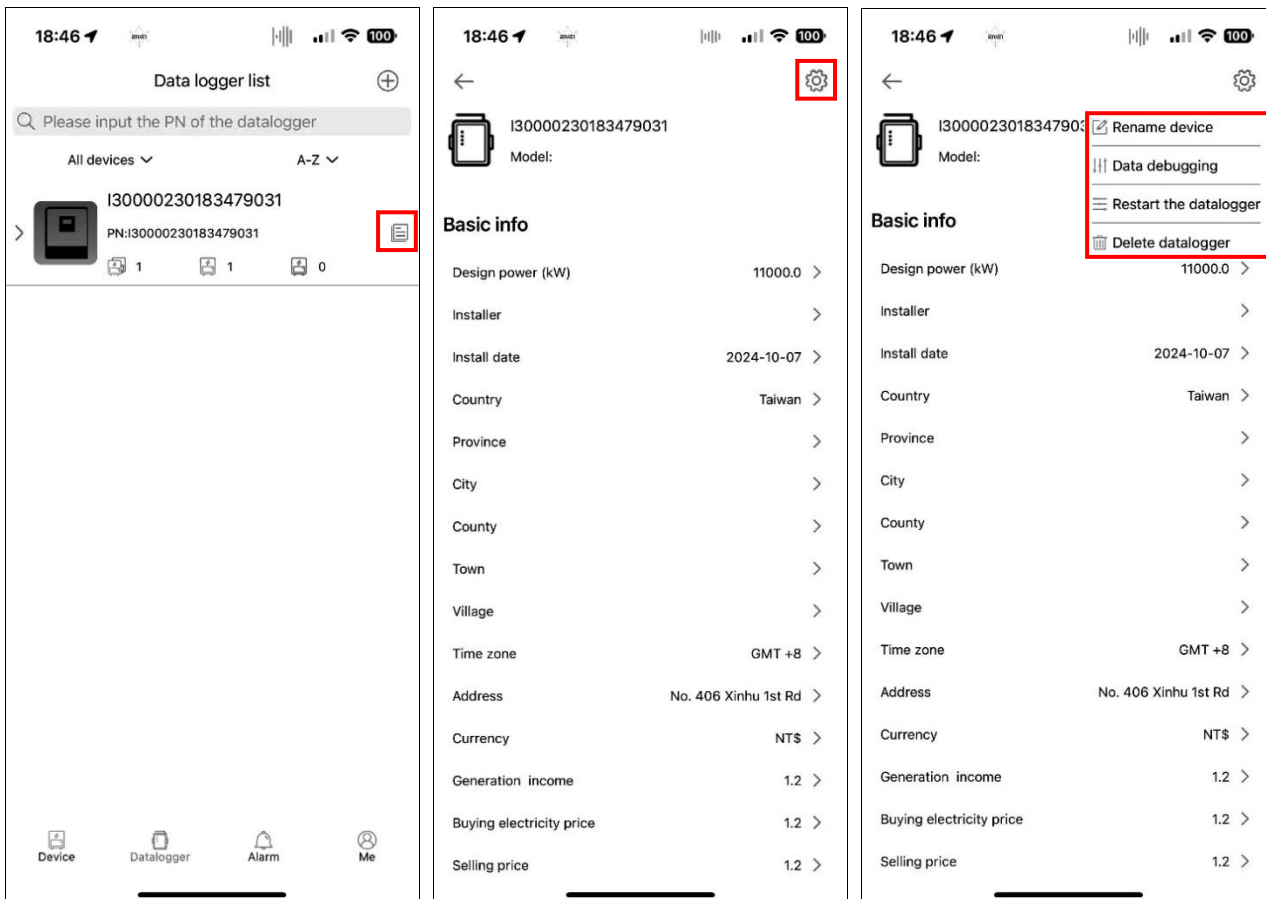 18:46
100
Data logger list
Please input the PN of the datalogger
All devices
A-Z
I30000230183479031
PN:I30000230183479031
1
1
0
Device
Datalogger
Alarm
Me
18:46
100
I30000230183479031
Model:
Basic info
Design power (kW) 11000.0
Installer
Install date 2024-10-07
Country Taiwan
Province
City
County
Town
Village
Time zone GMT +8
Address No. 406 Xinhu 1st Rd
Currency NT$
Generation income 1.2
Buying electricity price 1.2
Selling price 1.2
18:46
100
I3000023018347903
Model:
Rename device
Data debugging
Restart the datalogger
Delete datalogger
Basic info
Design power (kW) 11000.0
Installer
Install date 2024-10-07
Country Taiwan
Province
City
County
Town
Village
Time zone GMT +8
Address No. 406 Xinhu 1st Rd
Currency NT$
Generation income 1.2
Buying electricity price 1.2
Selling price 1.2